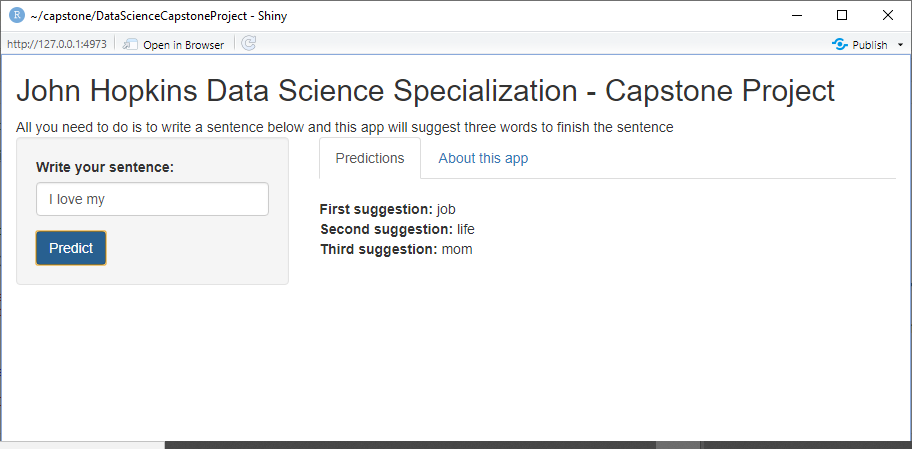 ~/capstone/DataScienceCapstoneProject - Shiny
http://127.0.0.1:4973 Open in Browser Publish
John Hopkins Data Science Specialization - Capstone Project
All you need to do is to write a sentence below and this app will suggest three words to finish the sentence
Write your sentence:
I love my
Predict
Predictions About this app
First suggestion: job
Second suggestion: life
Third suggestion: mom